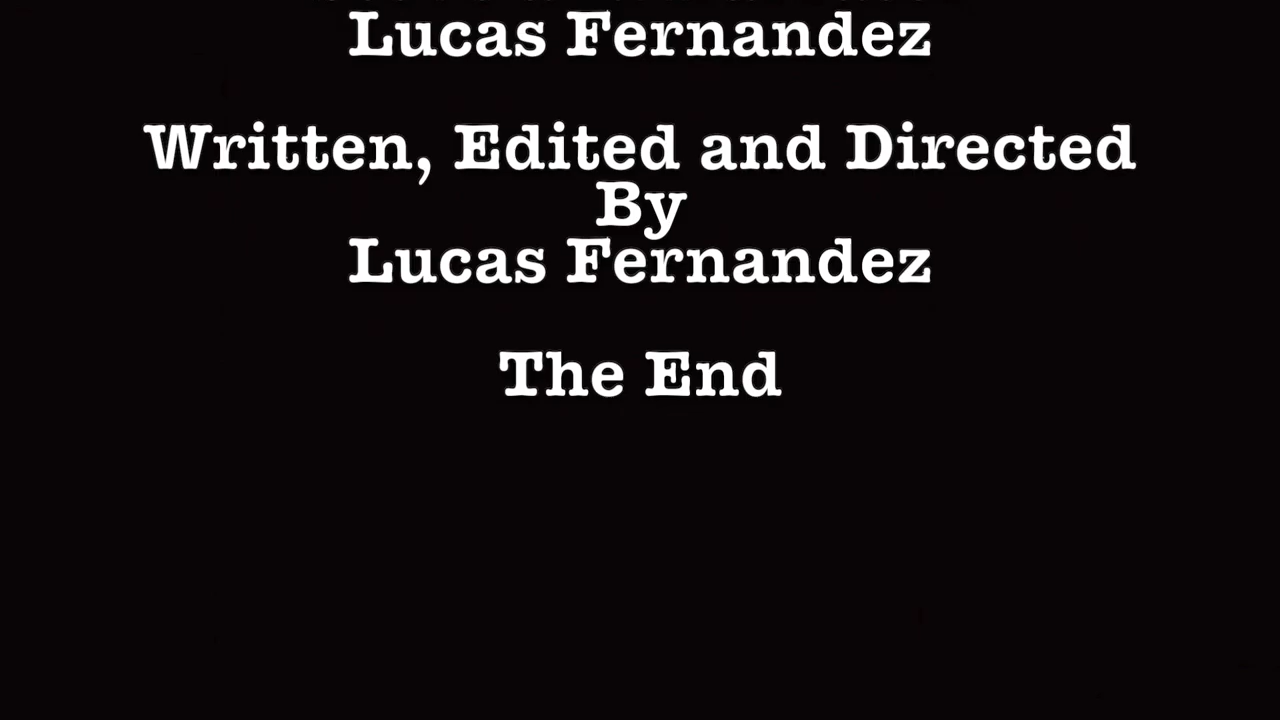 Lucas Fernandez
Written, Edited and Directed
By
Lucas Fernandez
The End